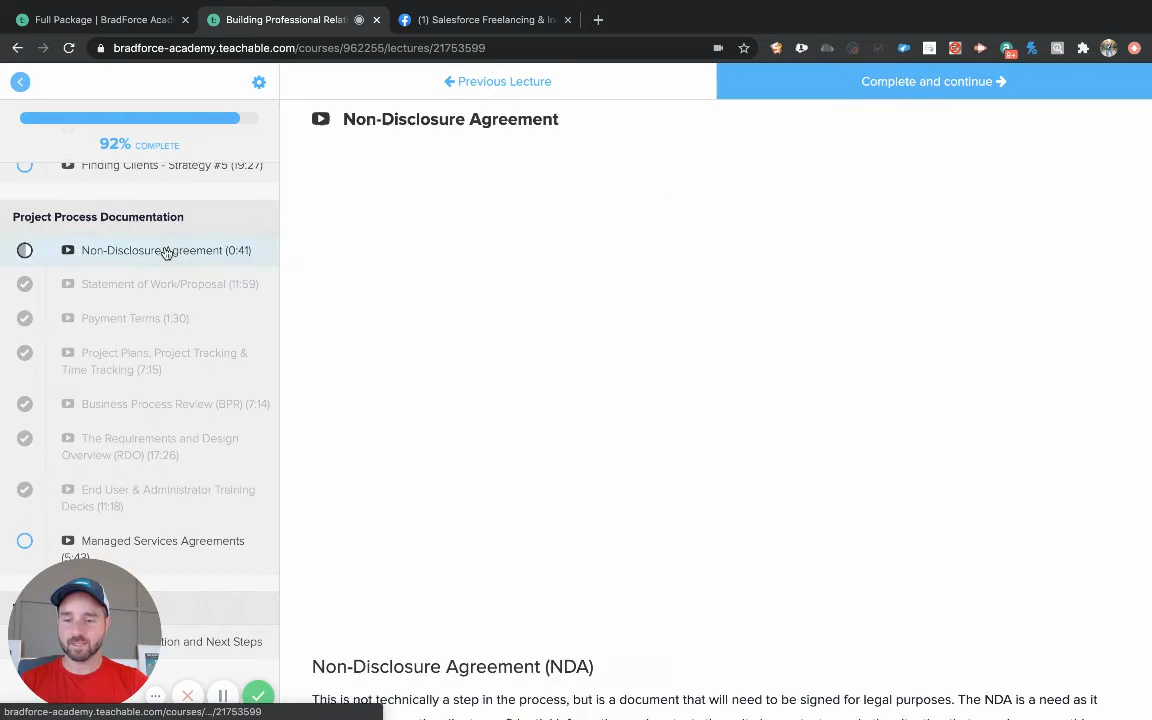 Full Package | BradForce Acad
Building Professional Relati
(1) Salesforce Freelancing & In
bradforce-academy.teachable.com/courses/962255/lectures/21753599
9+
Previous Lecture
Complete and continue
92% COMPLETE
Finding Clients - Strategy #5 (19:27)
Project Process Documentation
Non-Disclosure Agreement (0:41)
Statement of Work/Proposal (11:59)
Payment Terms (1:30)
Project Plans, Project Tracking &
Time Tracking (7:15)
Business Process Review (BPR) (7:14)
The Requirements and Design
Overview (RDO) (17:26)
End User & Administrator Training
Decks (11:18)
Managed Services Agreements
(5:43)
tion and Next Steps
Non-Disclosure Agreement
Non-Disclosure Agreement (NDA)
This is not technically a step in the process, but is a document that will need to be signed for legal purposes. The NDA is a need as it
https://bradforce-academy.teachable.com/courses/.../21753599